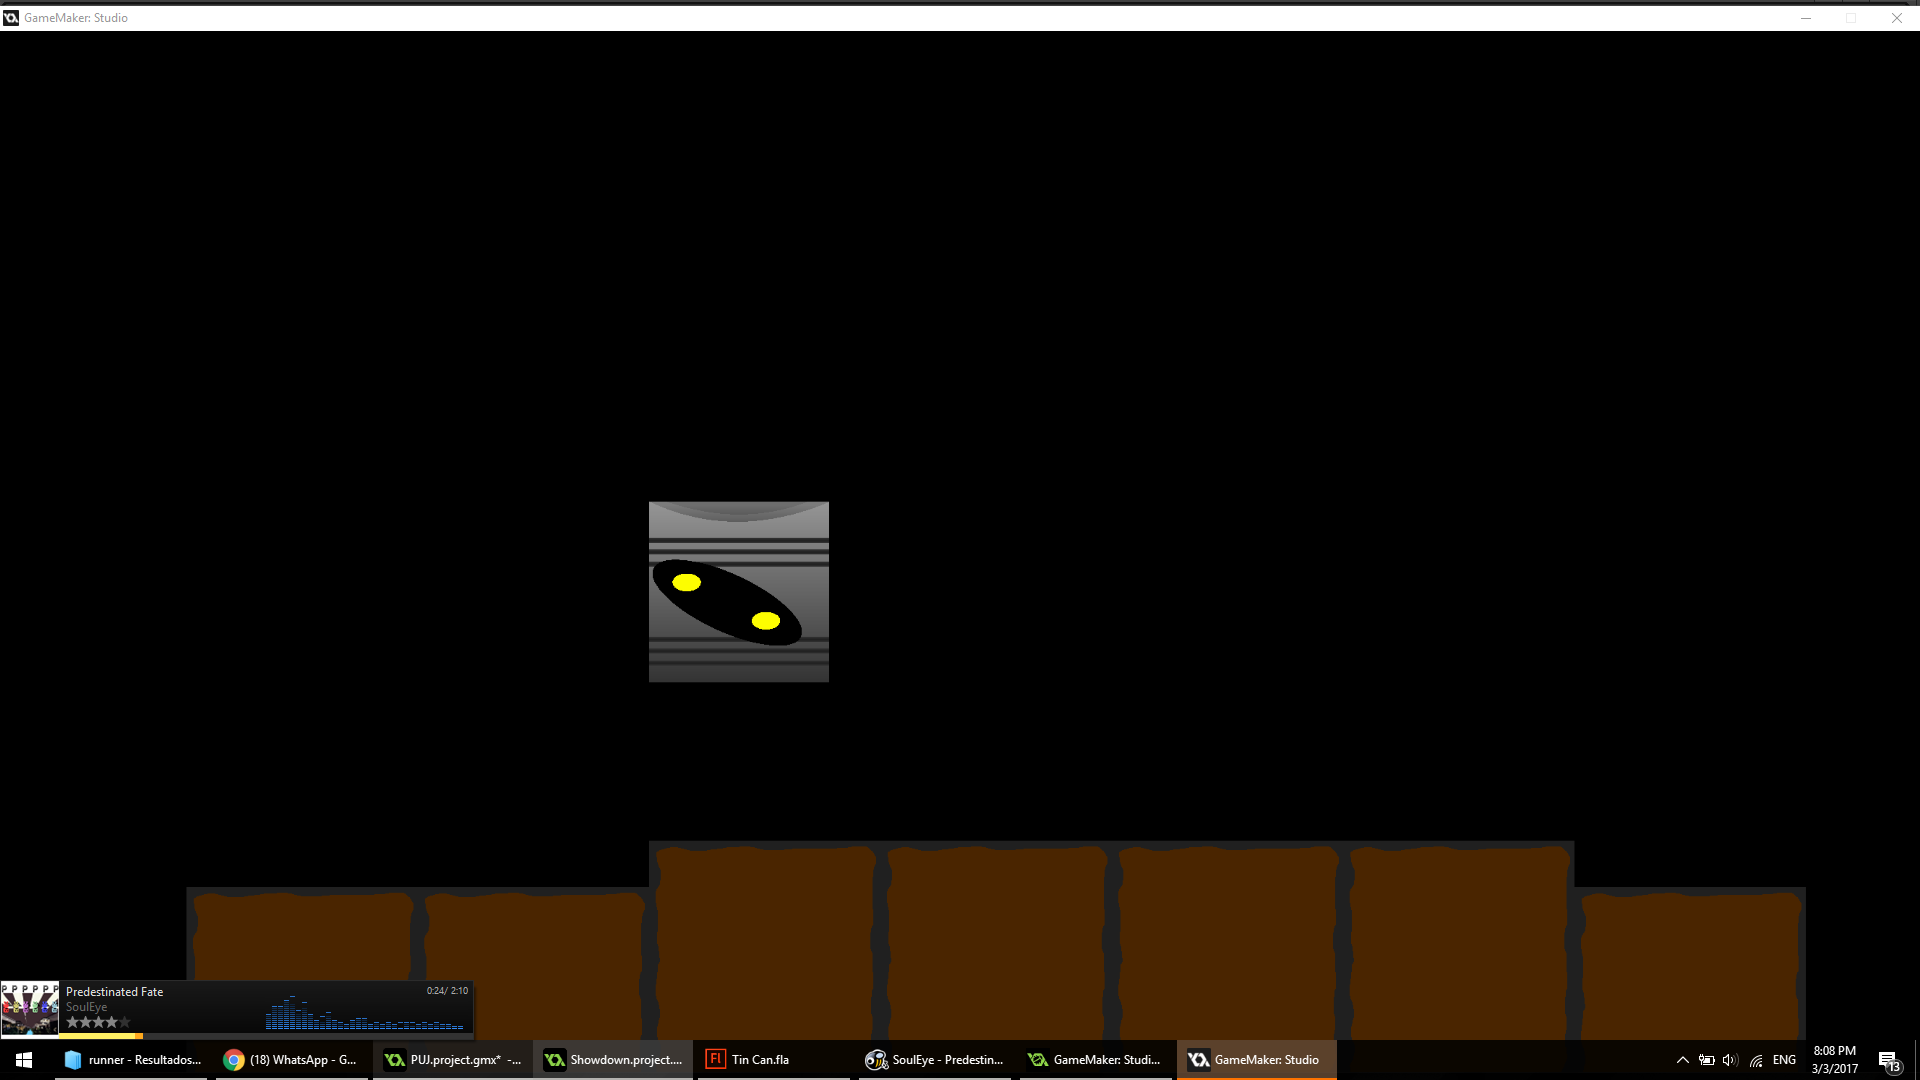 GameMaker: Studio
Predestinated Fate
0:24/ 2:10
SoulEye
runner - Resultados...
(18) WhatsApp - G...
PUJ.project.gmx* -...
Showdown.project....
Fl
Tin Can.fla
SoulEye - Predestin...
GameMaker: Studi...
GameMaker: Studio
ENG
8:08 PM
3/3/2017
13